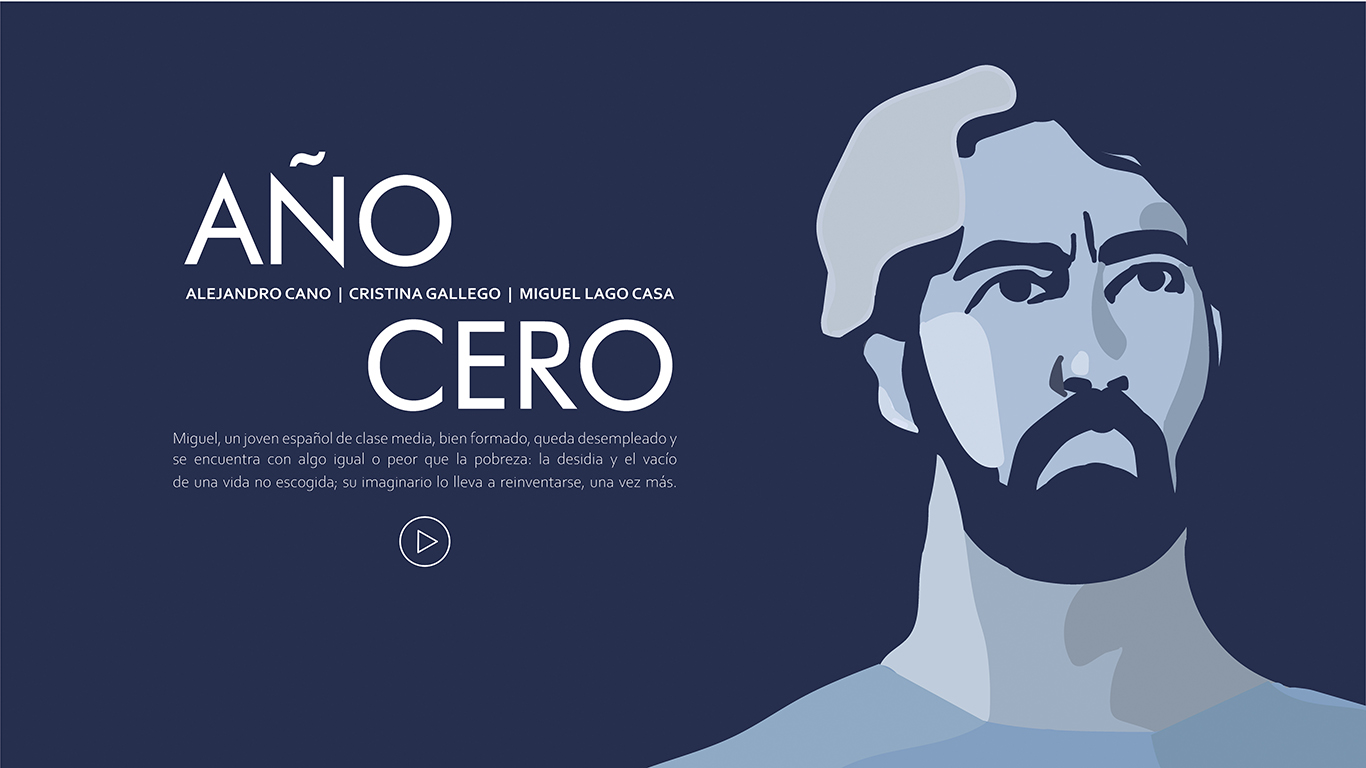 AÑO
ALEJANDRO CANO | CRISTINA GALLEGO | MIGUEL LAGO CASA
CERO
Miguel, un joven español de clase media, bien formado, queda desempleado y
se encuentra con algo igual o peor que la pobreza: la desidia y el vacío
de una vida no escogida; su imaginario lo lleva a reinventarse, una vez más.